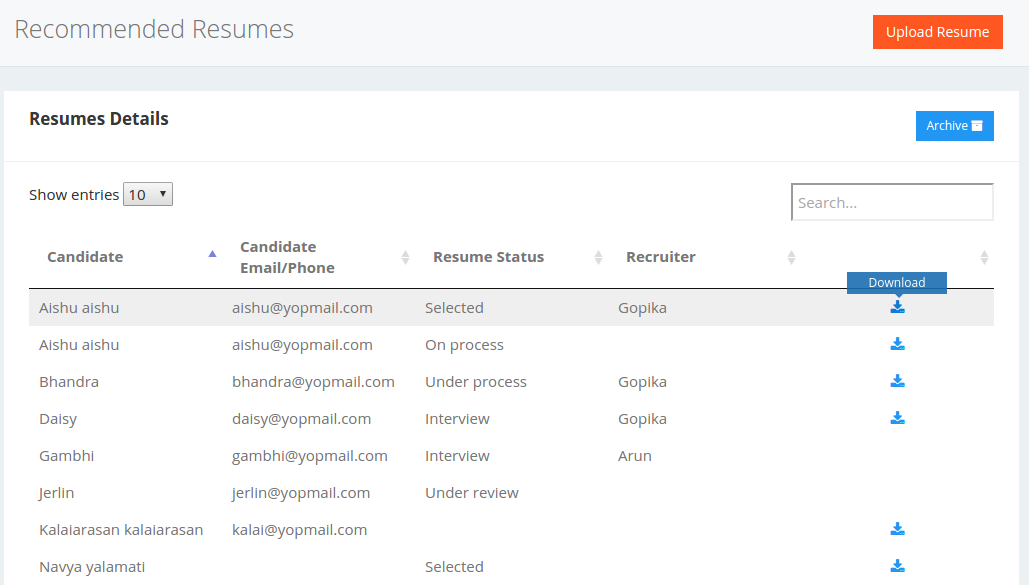 Recommended Resumes
Upload Resume
Resumes Details
Archive
Show entries 10
Search...
Candidate Candidate Email/Phone Resume Status Recruiter
Download
Aishu aishu aishu@yopmail.com Selected Gopika
Aishu aishu aishu@yopmail.com On process
Bhandra bhandra@yopmail.com Under process Gopika
Daisy daisy@yopmail.com Interview Gopika
Gambhi gambhi@yopmail.com Interview Arun
Jerlin jerlin@yopmail.com Under review
Kalaiarasan kalaiarasan kalai@yopmail.com
Navya yalamati Selected